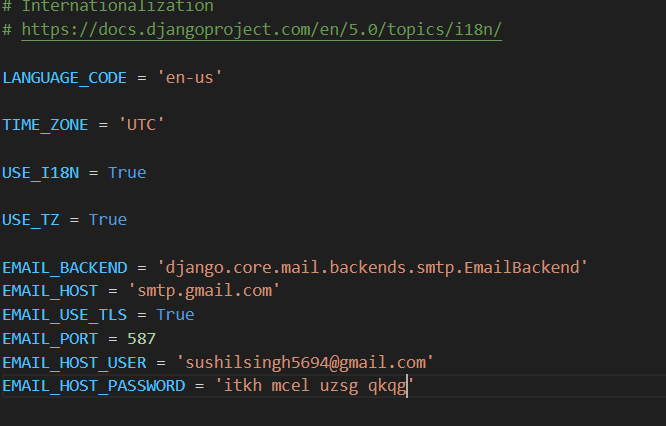 # Internationalization
# https://docs.djangoproject.com/en/5.0/topics/i18n/
LANGUAGE_CODE = 'en-us'
TIME_ZONE = 'UTC'
USE_I18N = True
USE_TZ = True
EMAIL_BACKEND = 'django.core.mail.backends.smtp.EmailBackend'
EMAIL_HOST = 'smtp.gmail.com'
EMAIL_USE_TLS = True
EMAIL_PORT = 587
EMAIL_HOST_USER = 'sushilsingh5694@gmail.com'
EMAIL_HOST_PASSWORD = 'itkh mcel uzsg qkqg'